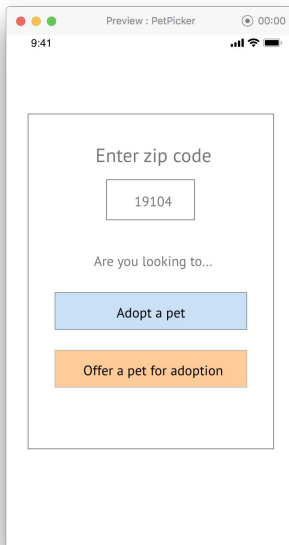 Preview : PetPicker
00:00
9:41
Enter zip code
19104
Are you looking to...
Adopt a pet
Offer a pet for adoption